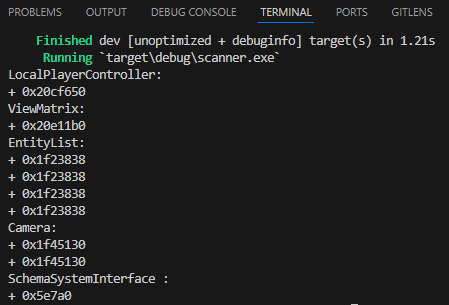 PROBLEMS OUTPUT DEBUG CONSOLE TERMINAL PORTS GITLENS
Finished dev [unoptimized + debuginfo] target(s) in 1.21s
Running `target\debug\scanner.exe`
LocalPlayerController:
+ 0x20cf650
ViewMatrix:
+ 0x20e11b0
EntityList:
+ 0x1f23838
+ 0x1f23838
+ 0x1f23838
+ 0x1f23838
Camera:
+ 0x1f45130
+ 0x1f45130
SchemaSystemInterface :
+ 0x5e7a0